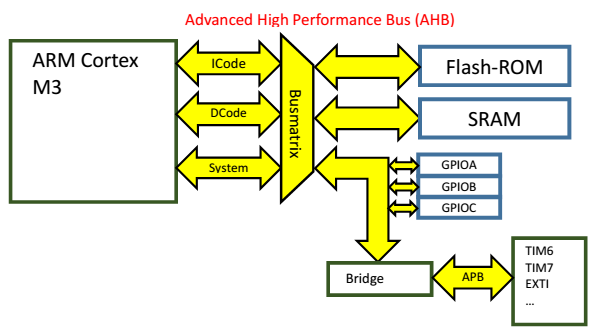 Advanced High Performance Bus (AHB)
ARM Cortex
M3
ICode
DCode
System
Busmatrix
Flash-ROM
SRAM
GPIOA
GPIOB
GPIOC
Bridge
APB
TIM6
TIM7
EXTI
...